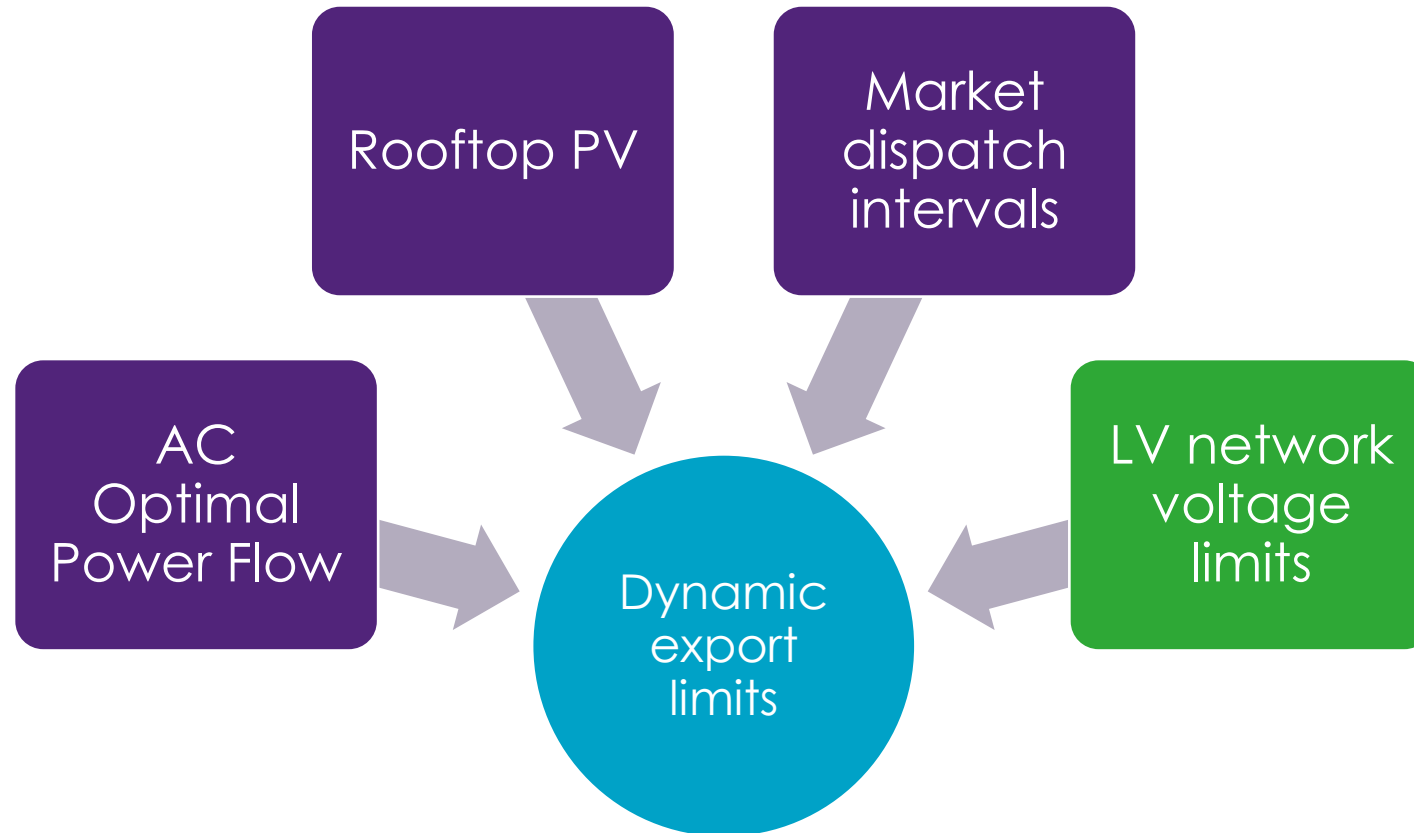 Rooftop PV
Market
dispatch
intervals
AC
Optimal
Power Flow
LV network
voltage
limits
Dynamic
export
limits